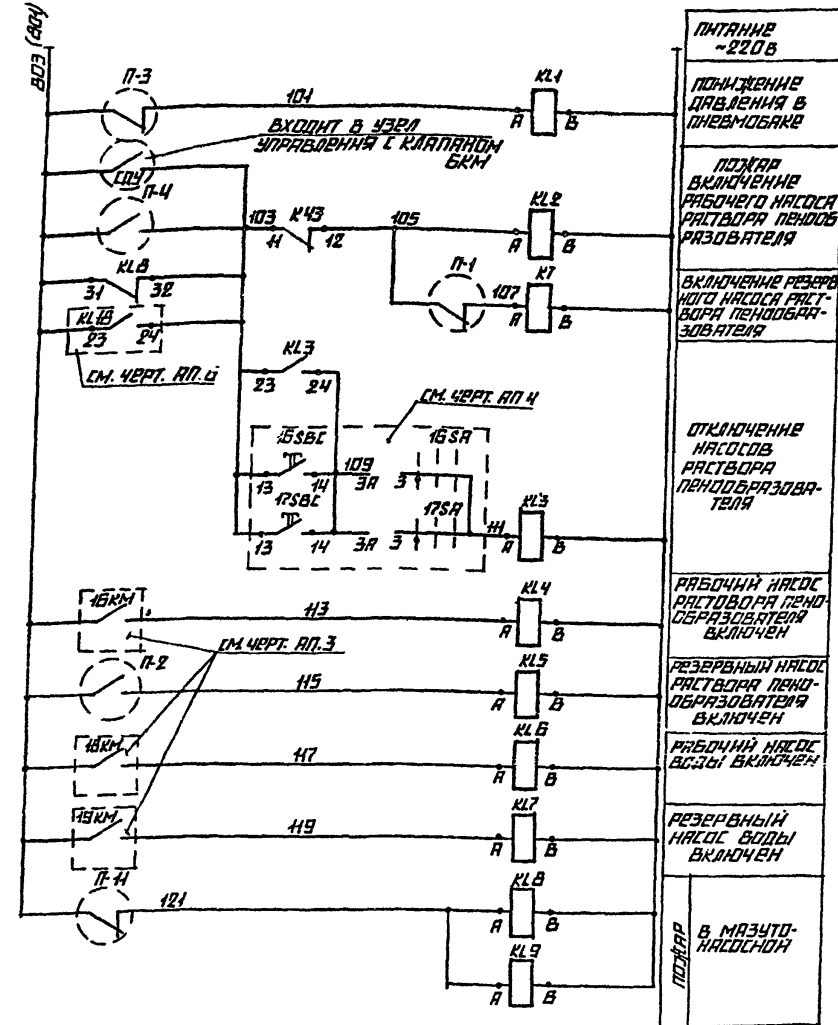 803 (801)
ПИТАНИЕ
~220 В
П-3
101
KL1
А
В
ПОНИЖЕНИЕ
ДАВЛЕНИЯ В
ПНЕВМОБАКЕ
ВХОДИТ В УЗЕЛ
УПРАВЛЕНИЯ С КЛАПАНОМ
БКМ
СДУ
П-4
103
11
КУЗ
12
105
KL2
А
В
ПОЖАР
ВКЛЮЧЕНИЕ
РАБОЧЕГО НАСОСА
РАСТВОРА ПЕНООБ
РАЗОВАТЕЛЯ
KL8
31
32
П-1
107
КТ
А
В
ВКЛЮЧЕНИЕ РЕЗЕРВ
НОГО НАСОСА РАСТ-
ВОРА ПЕНООБРА-
ЗОВАТЕЛЯ
KL18
23
24
СМ. ЧЕРТ. АП.
KL3
23
24
СМ. ЧЕРТ. АП 4
16SBC
13
14
109
3А
3
16SA
17SBC
13
14
3А
3
17SA
111
KL3
А
В
ОТКЛЮЧЕНИЕ
НАСОСОВ
РАСТВОРА
ПЕНООБРАЗОВА-
ТЕЛЯ
16КМ
113
KL4
А
В
РАБОЧИЙ НАСОС
РАСТВОРА ПЕНО-
ОБРАЗОВАТЕЛЯ
ВКЛЮЧЕН
СМ. ЧЕРТ. АП.3
П-2
115
KL5
А
В
РЕЗЕРВНЫЙ НАСОС
РАСТВОРА ПЕНО-
ОБРАЗОВАТЕЛЯ
ВКЛЮЧЕН
18КМ
117
KL6
А
В
РАБОЧИЙ НАСОС
ВОДЫ ВКЛЮЧЕН
19КМ
119
KL7
А
В
РЕЗЕРВНЫЙ
НАСОС ВОДЫ
ВКЛЮЧЕН
П-11
121
KL8
А
В
KL9
А
В
ПОЖАР
В МАЗУТО-
НАСОСНОЙ